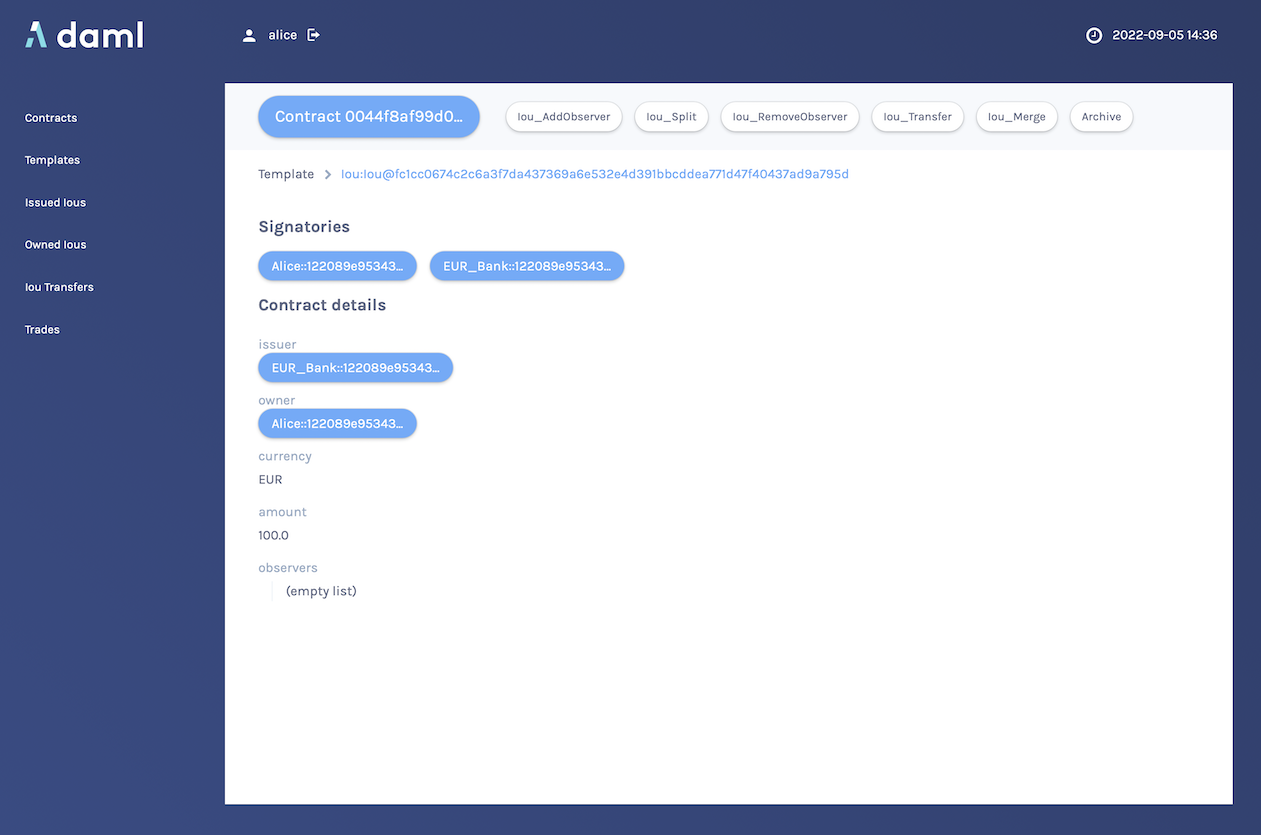 daml
alice
2022-09-05 14:36
Contracts
Templates
Issued Ious
Owned Ious
Iou Transfers
Trades
Contract 0044f8af99d0...
Iou_AddObserver
Iou_Split
Iou_RemoveObserver
Iou_Transfer
Iou_Merge
Archive
Template > Iou:Iou@fc1cc0674c2c6a3f7da437369a6e532e4d391bbcddea771d47f40437ad9a795d
Signatories
Alice::122089e95343... EUR_Bank::122089e95343...
Contract details
issuer
EUR_Bank::122089e95343...
owner
Alice::122089e95343...
currency
EUR
amount
100.0
observers
(empty list)